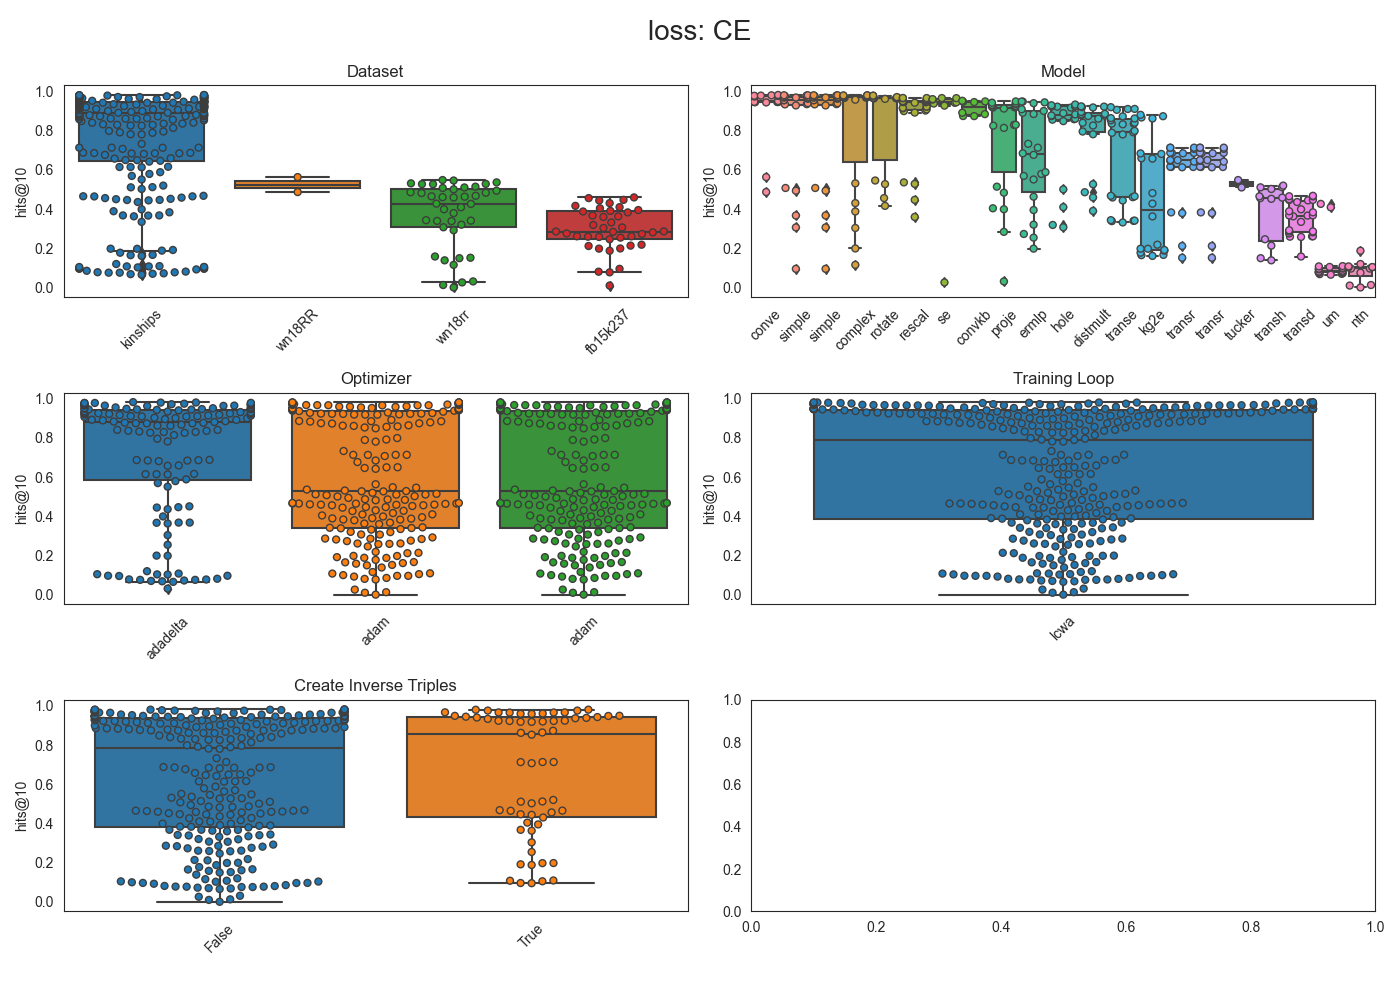 loss: CE
Dataset
hits@10
1.0
0.8
0.6
0.4
0.2
0.0
kinships
wn18RR
wn18rr
fb15k237
Model
hits@10
1.0
0.8
0.6
0.4
0.2
0.0
conve
simple
simple
complex
rotate
rescal
se
convkb
proje
ermlp
hole
distmult
transe
kg2e
transr
transr
tucker
transh
transd
um
ntn
Optimizer
hits@10
1.0
0.8
0.6
0.4
0.2
0.0
adadelta
adam
adam
Training Loop
hits@10
1.0
0.8
0.6
0.4
0.2
0.0
lcwa
Create Inverse Triples
hits@10
1.0
0.8
0.6
0.4
0.2
0.0
False
True
1.0
0.8
0.6
0.4
0.2
0.0
0.0 0.2 0.4 0.6 0.8 1.0